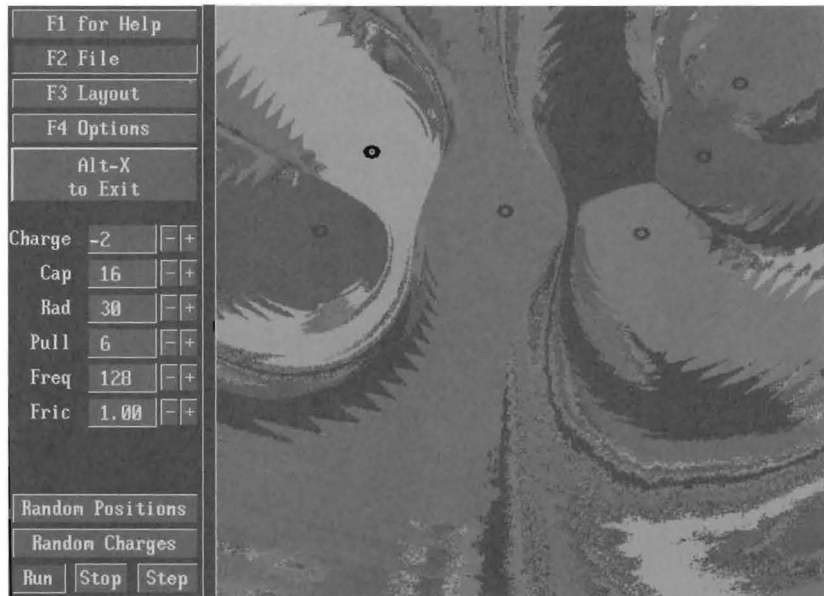 F1 for Help
F2 File
F3 Layout
F4 Options
Alt-X
to Exit
Charge -2 - +
Cap 16 - +
Rad 30 - +
Pull 6 - +
Freq 128 - +
Fric 1.00 - +
Random Positions
Random Charges
Run Stop Step